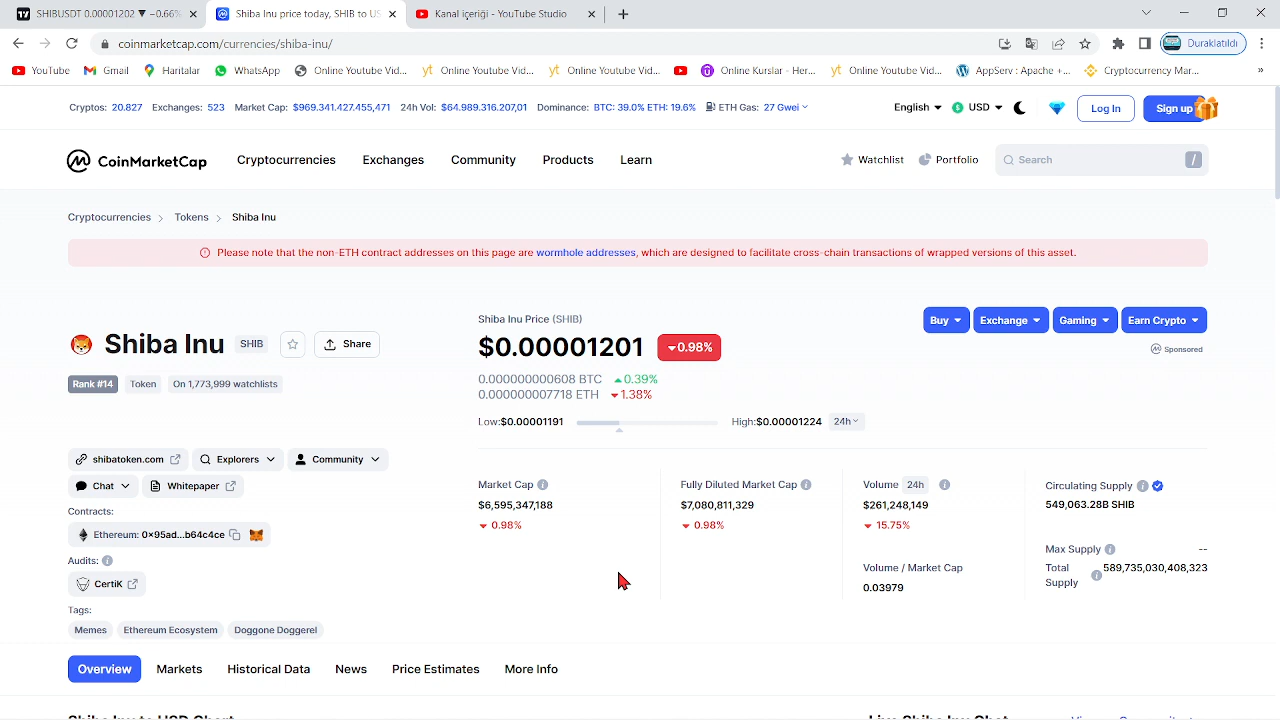 SHIBUSDT 0.00001202 ▼ −0.66%
Shiba Inu price today, SHIB to US
Kanal içeriği - YouTube Studio
coinmarketcap.com/currencies/shiba-inu/
Duraklatıldı
YouTube
Gmail
Haritalar
WhatsApp
Online Youtube Vid...
Online Youtube Vid...
Online Youtube Vid...
Online Kurslar - Her...
Online Youtube Vid...
AppServ : Apache +...
Cryptocurrency Mar...
»
Cryptos: 20.827 Exchanges: 523 Market Cap: $969.341.427.455,471 24h Vol: $64.989.316.207,01 Dominance: BTC: 39.0% ETH: 19.6% ETH Gas: 27 Gwei
English
USD
Log In
Sign up
CoinMarketCap
Cryptocurrencies
Exchanges
Community
Products
Learn
Watchlist
Portfolio
Search
/
Cryptocurrencies > Tokens > Shiba Inu
Please note that the non-ETH contract addresses on this page are wormhole addresses, which are designed to facilitate cross-chain transactions of wrapped versions of this asset.
Shiba Inu SHIB
Share
Rank #14
Token
On 1,773,999 watchlists
shibatoken.com
Explorers
Community
Chat
Whitepaper
Contracts:
Ethereum: 0x95ad...b64c4ce
Audits:
CertiK
Tags:
Memes
Ethereum Ecosystem
Doggone Doggerel
Shiba Inu Price (SHIB)
$0.00001201 0.98%
0.000000000608 BTC 0.39%
0.000000007718 ETH 1.38%
Low:$0.00001191
High:$0.00001224
24h
Buy
Exchange
Gaming
Earn Crypto
Sponsored
Market Cap
$6,595,347,188
0.98%
Fully Diluted Market Cap
$7,080,811,329
0.98%
Volume 24h
$261,248,149
15.75%
Volume / Market Cap
0.03979
Circulating Supply
549,063.28B SHIB
Max Supply --
Total Supply 589,735,030,408,323
Overview
Markets
Historical Data
News
Price Estimates
More Info
Shiba Inu to USD Chart
Live Shiba Inu Chat